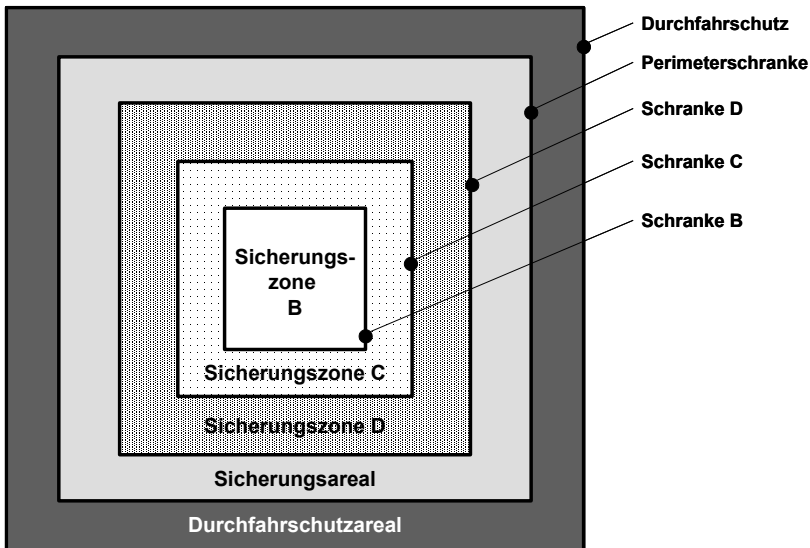 Durchfahrschutz
Perimeterschranke
Schranke D
Schranke C
Schranke B
Sicherungs-
zone
B
Sicherungszone C
Sicherungszone D
Sicherungsareal
Durchfahrschutzareal